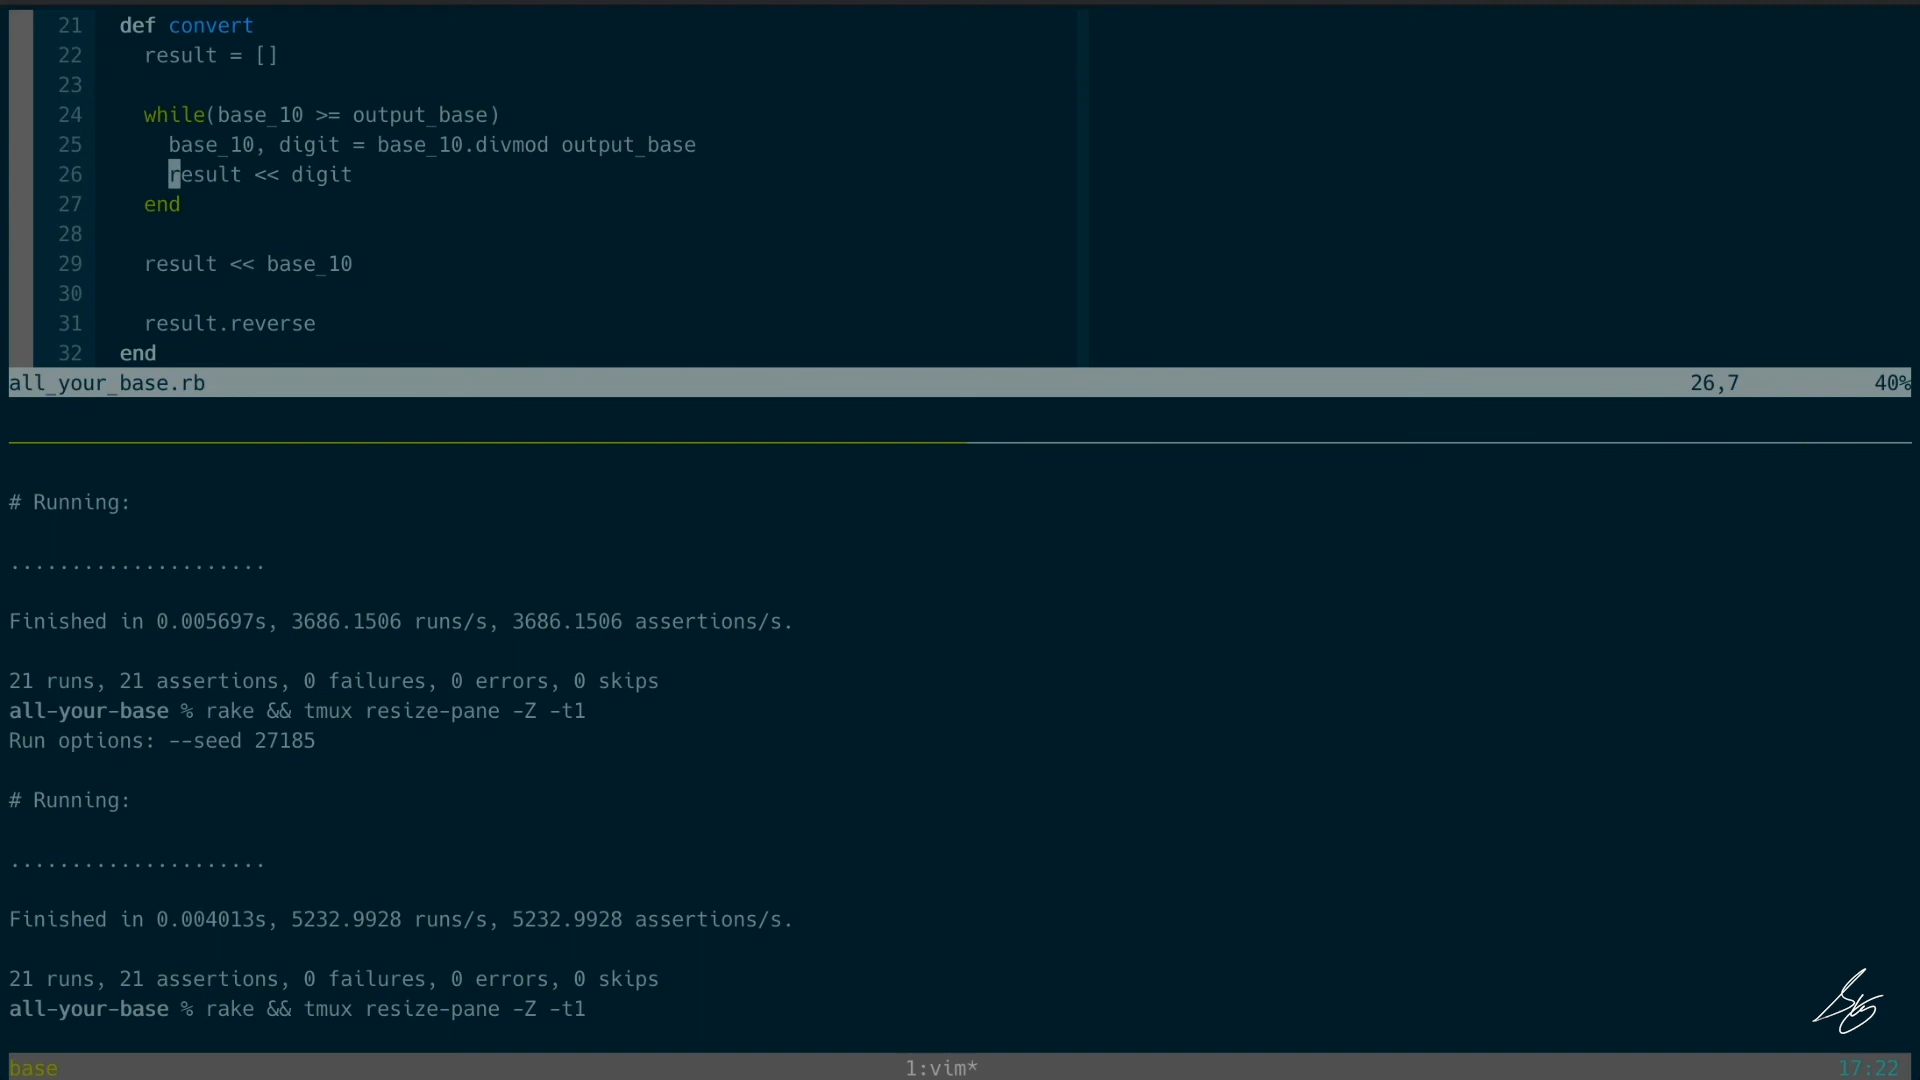 21 def convert
22 result = []
23
24 while(base_10 >= output_base)
25 base_10, digit = base_10.divmod output_base
26 result << digit
27 end
28
29 result << base_10
30
31 result.reverse
32 end
all_your_base.rb 26,7 40%
# Running:
.....................
Finished in 0.005697s, 3686.1506 runs/s, 3686.1506 assertions/s.
21 runs, 21 assertions, 0 failures, 0 errors, 0 skips
all-your-base % rake && tmux resize-pane -Z -t1
Run options: --seed 27185
# Running:
.....................
Finished in 0.004013s, 5232.9928 runs/s, 5232.9928 assertions/s.
21 runs, 21 assertions, 0 failures, 0 errors, 0 skips
all-your-base % rake && tmux resize-pane -Z -t1
base 1:vim* 17:22